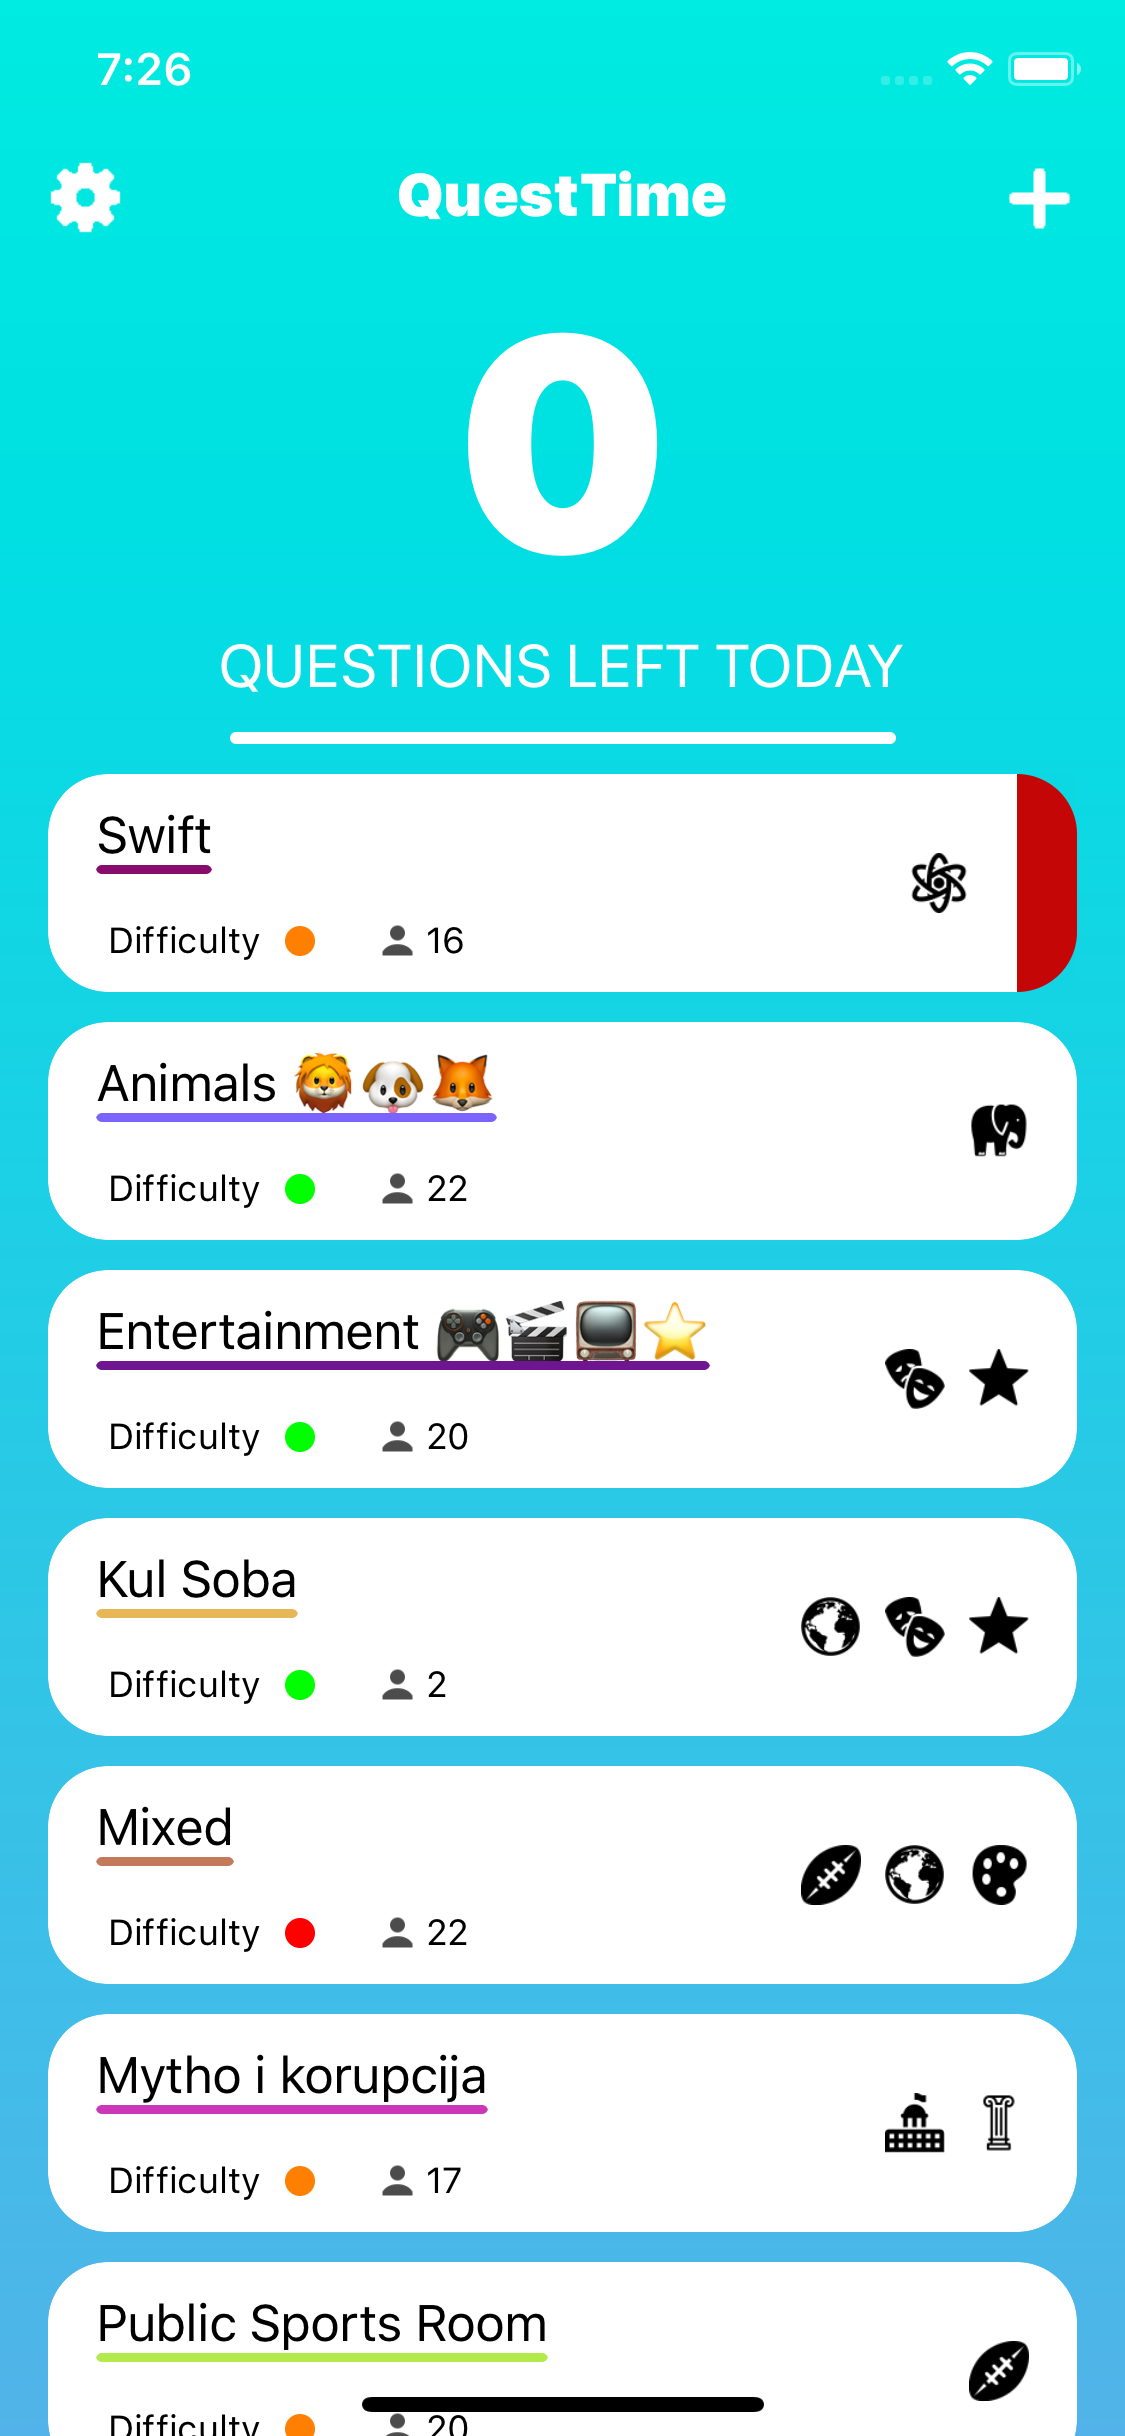 7:26
QuestTime
0
QUESTIONS LEFT TODAY
Swift
Difficulty 16
Animals 🦁🐶🦊
Difficulty 22
Entertainment 🎮🎬📺⭐
Difficulty 20
Kul Soba
Difficulty 2
Mixed
Difficulty 22
Mytho i korupcija
Difficulty 17
Public Sports Room
Difficulty 20